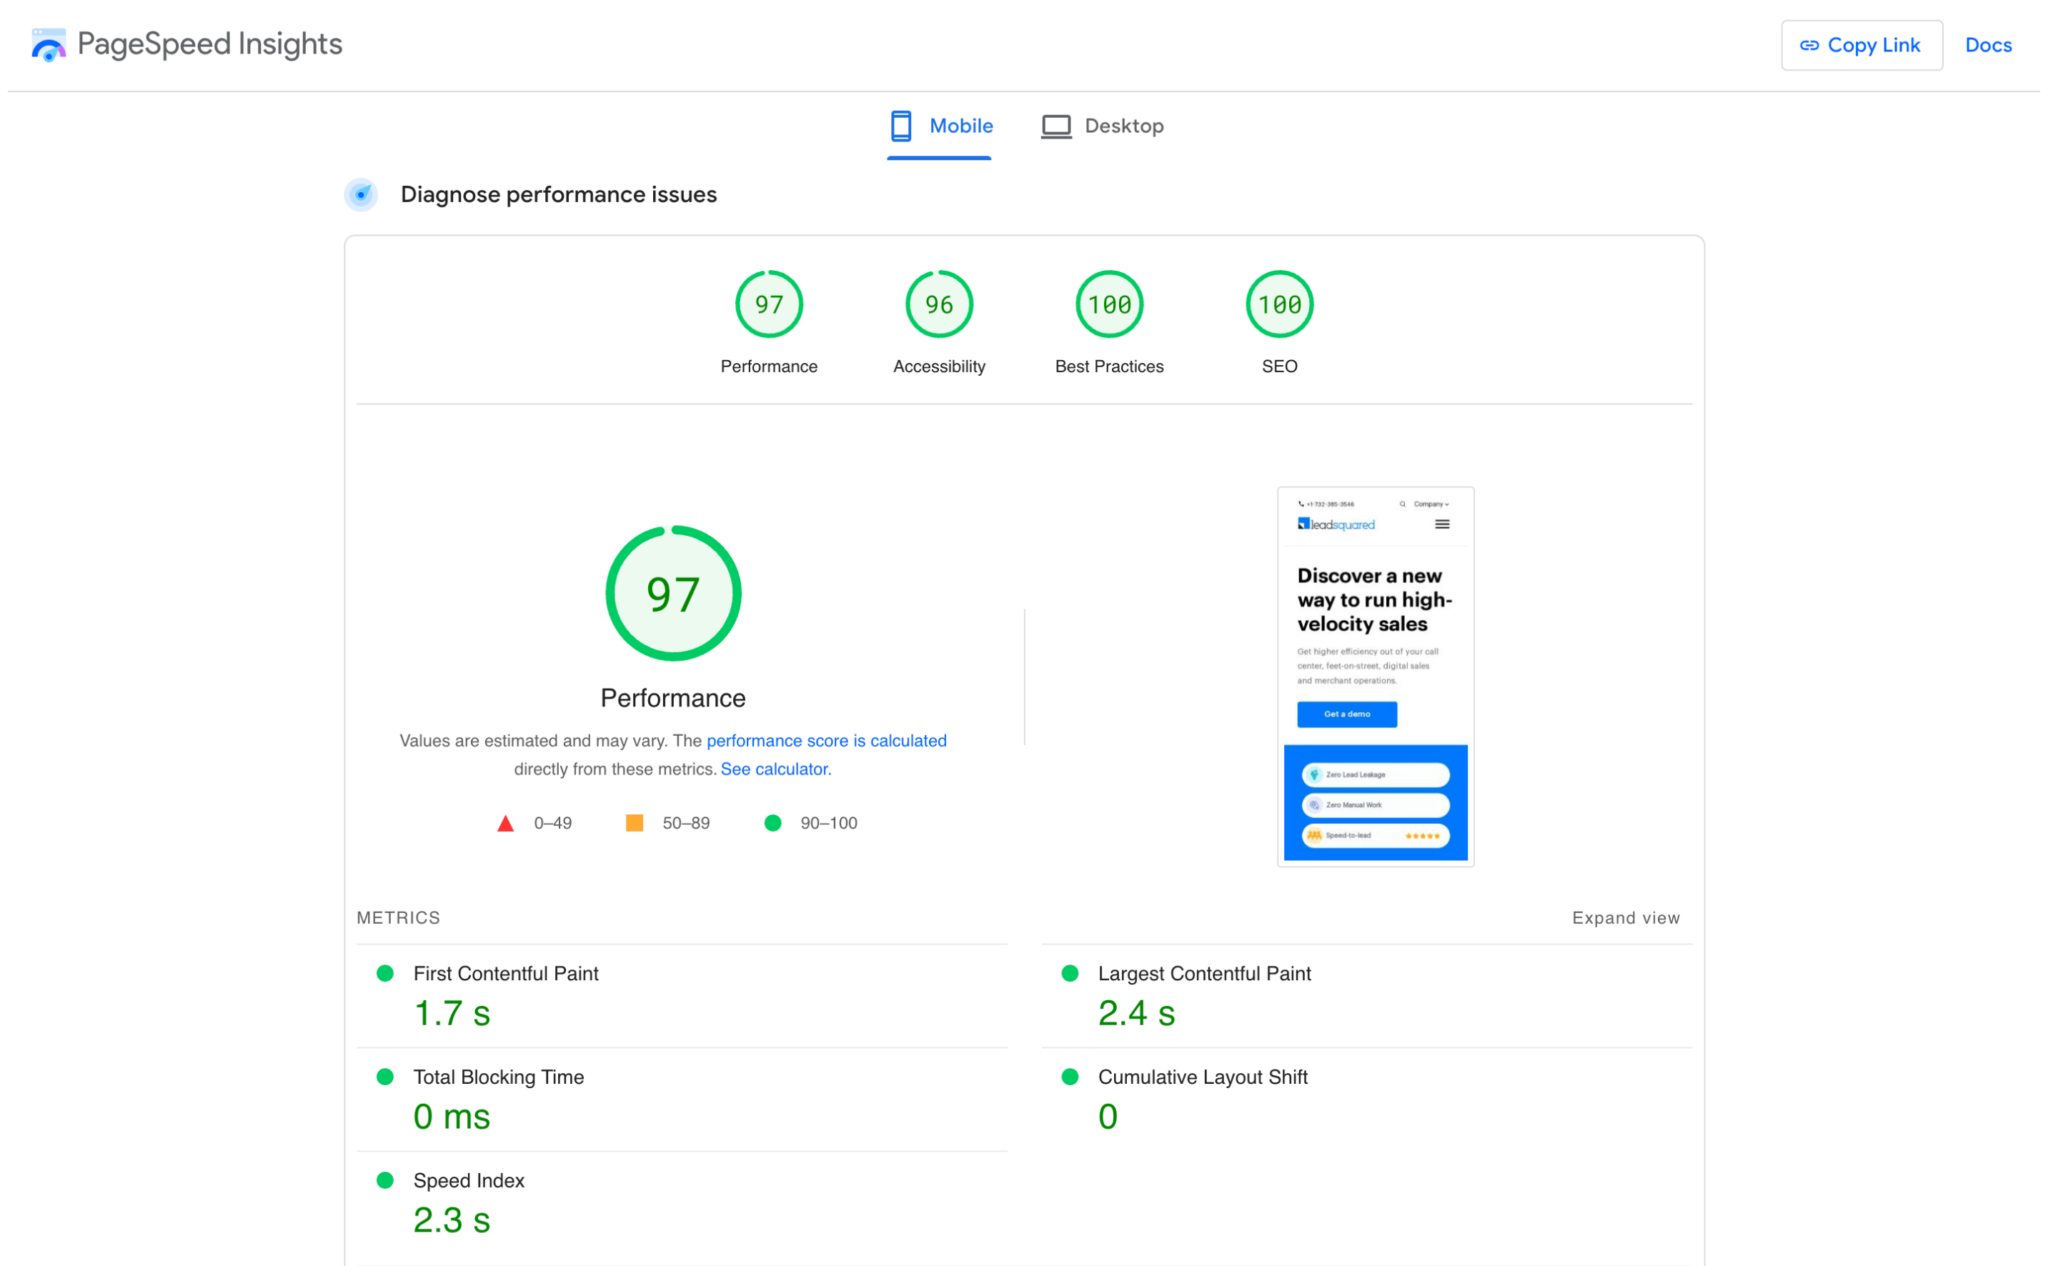 PageSpeed Insights
Copy Link
Docs
Mobile
Desktop
Diagnose performance issues
97
96
100
100
Performance
Accessibility
Best Practices
SEO
97
Performance
Values are estimated and may vary. The performance score is calculated
directly from these metrics. See calculator.
0–49
50–89
90–100
+1-732-385-3546
Company
leadsquared
Discover a new
way to run high-
velocity sales
Get higher efficiency out of your call
center, feet-on-street, digital sales
and merchant operations.
Get a demo
Zero Lead Leakage
Zero Manual Work
Speed-to-lead
METRICS
Expand view
First Contentful Paint
1.7 s
Largest Contentful Paint
2.4 s
Total Blocking Time
0 ms
Cumulative Layout Shift
0
Speed Index
2.3 s